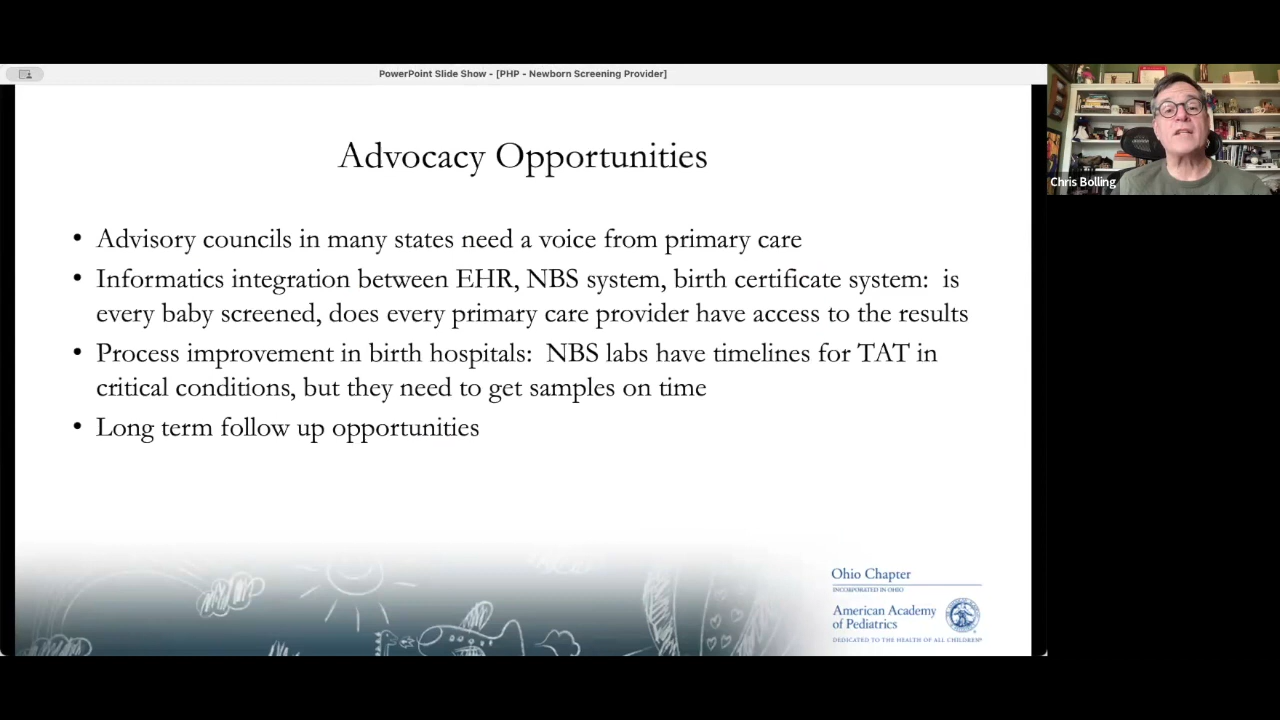 PowerPoint Slide Show - [PHP - Newborn Screening Provider]
Advocacy Opportunities
• Advisory councils in many states need a voice from primary care
• Informatics integration between EHR, NBS system, birth certificate system:  is
every baby screened, does every primary care provider have access to the results
• Process improvement in birth hospitals:  NBS labs have timelines for TAT in
critical conditions, but they need to get samples on time
• Long term follow up opportunities
Ohio Chapter
INCORPORATED IN OHIO
American Academy
of Pediatrics
DEDICATED TO THE HEALTH OF ALL CHILDREN®
Chris Bolling